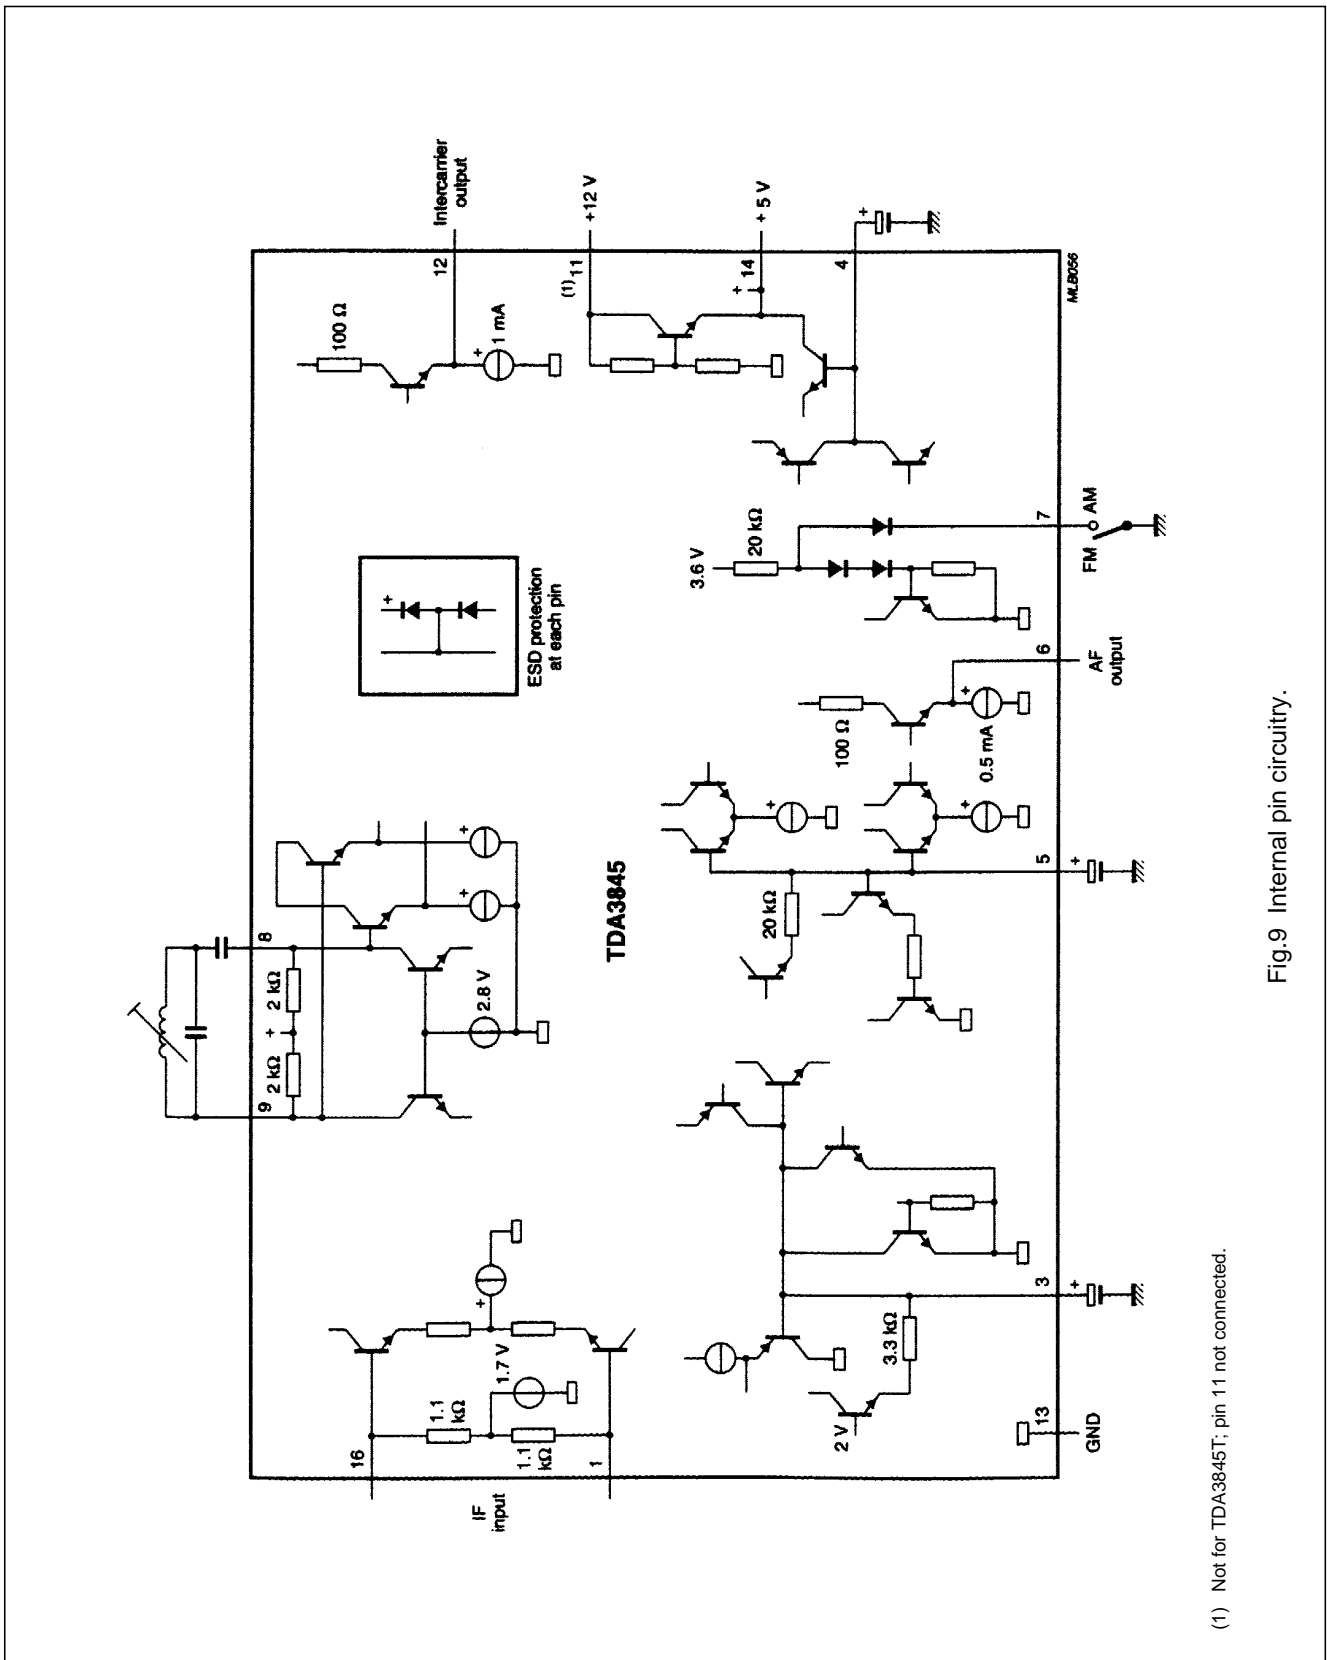 IF
input
16
1
1.1
kΩ
1.1
kΩ
1.7 V
9
8
2 kΩ
+
2 kΩ
2.8 V
+
+
+
ESD protection
at each pin
+
100 Ω
+
1 mA
12
Intercarrier
output
(1)
11
+12 V
+
14
+ 5 V
4
+
TDA3845
13
GND
2 V
3.3 kΩ
3
+
20 kΩ
+
+
5
+
100 Ω
+
0.5 mA
6
AF
output
3.6 V
20 kΩ
7
FM
AM
MLB056
(1) Not for TDA3845T; pin 11 not connected.
Fig.9 Internal pin circuitry.